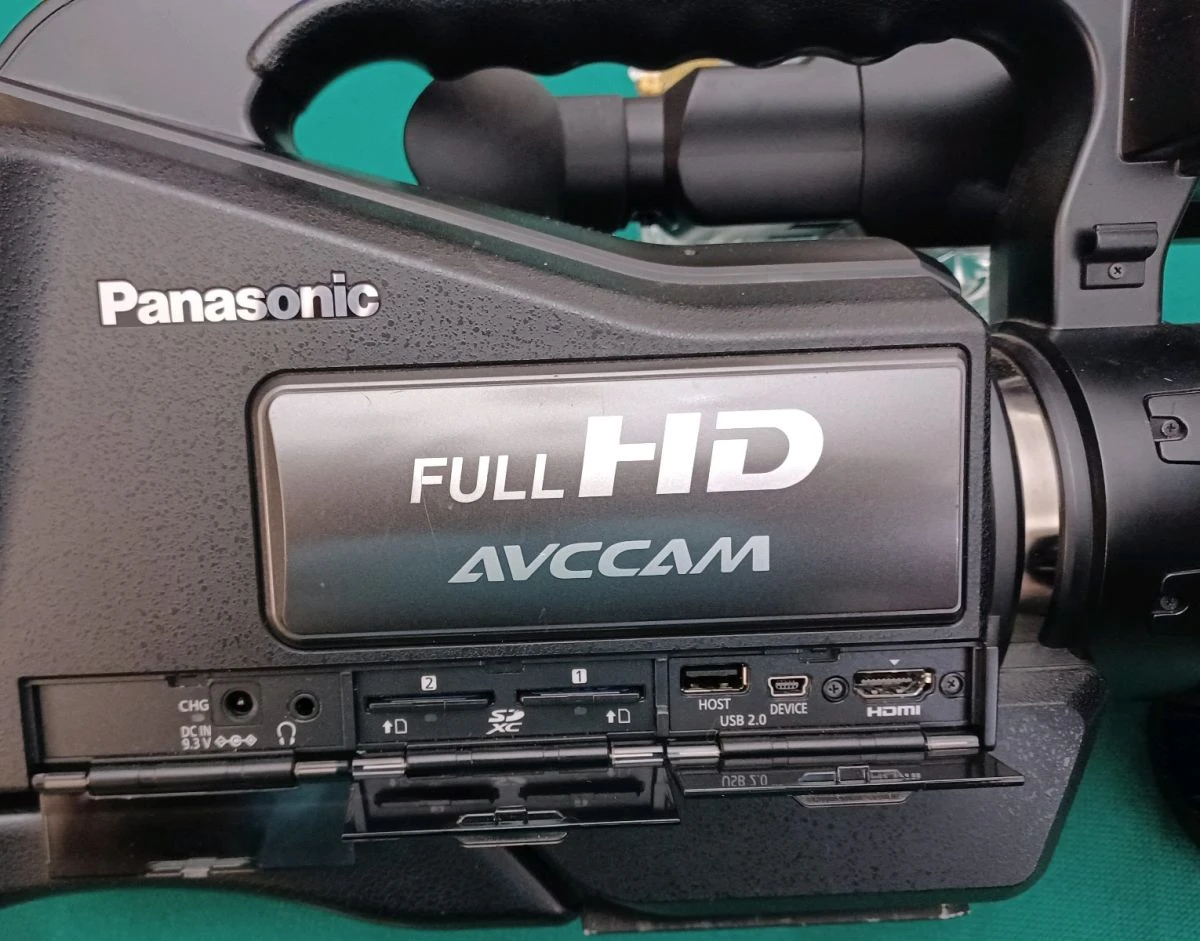 Panasonic
FULL HD
AVCCAM
2
1
CHG
DC IN
9.3 V
SD
XC
HOST
DEVICE
USB 2.0
HDMI